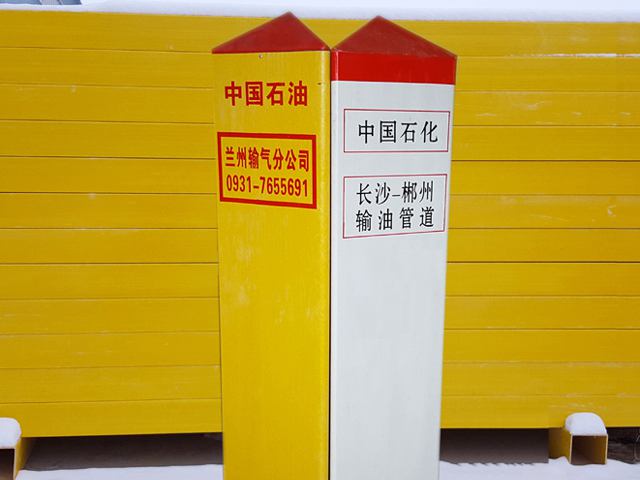 中国石油
兰州输气分公司
0931-7655691
中国石化
长沙-郴州
输油管道